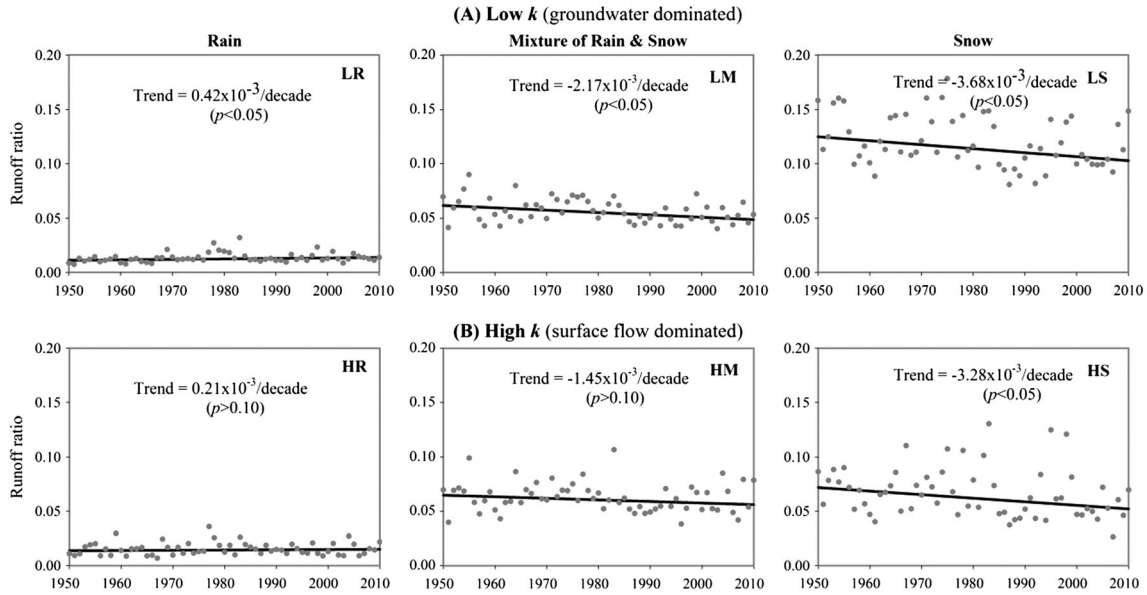 (A) Low k (groundwater dominated)
Rain
Mixture of Rain & Snow
Snow
0.20
0.15
0.10
0.05
0.00
Runoff ratio
LR
Trend = 0.42x10-3/decade
(p<0.05)
1950 1960 1970 1980 1990 2000 2010
0.20
0.15
0.10
0.05
0.00
LM
Trend = -2.17x10-3/decade
(p<0.05)
1950 1960 1970 1980 1990 2000 2010
0.20
0.15
0.10
0.05
0.00
Trend = -3.68x10-3/decade
LS
(p<0.05)
1950 1960 1970 1980 1990 2000 2010
(B) High k (surface flow dominated)
0.20
0.15
0.10
0.05
0.00
Runoff ratio
HR
Trend = 0.21x10-3/decade
(p>0.10)
1950 1960 1970 1980 1990 2000 2010
0.20
0.15
0.10
0.05
0.00
HM
Trend = -1.45x10-3/decade
(p>0.10)
1950 1960 1970 1980 1990 2000 2010
0.20
0.15
0.10
0.05
0.00
HS
Trend = -3.28x10-3/decade
(p<0.05)
1950 1960 1970 1980 1990 2000 2010